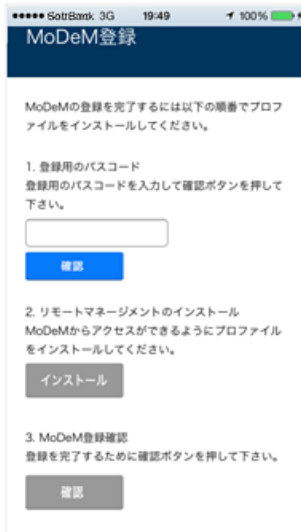 ●●●●● SoftBank 3G 19:49 100%
MoDeM登録
MoDeMの登録を完了するには以下の順番でプロフ
ァイルをインストールしてください。
1. 登録用のパスコード
登録用のパスコードを入力して確認ボタンを押して
下さい。
確認
2. リモートマネージメントのインストール
MoDeMからアクセスができるようにプロファイル
をインストールしてください。
インストール
3. MoDeM登録確認
登録を完了するために確認ボタンを押して下さい。
確認